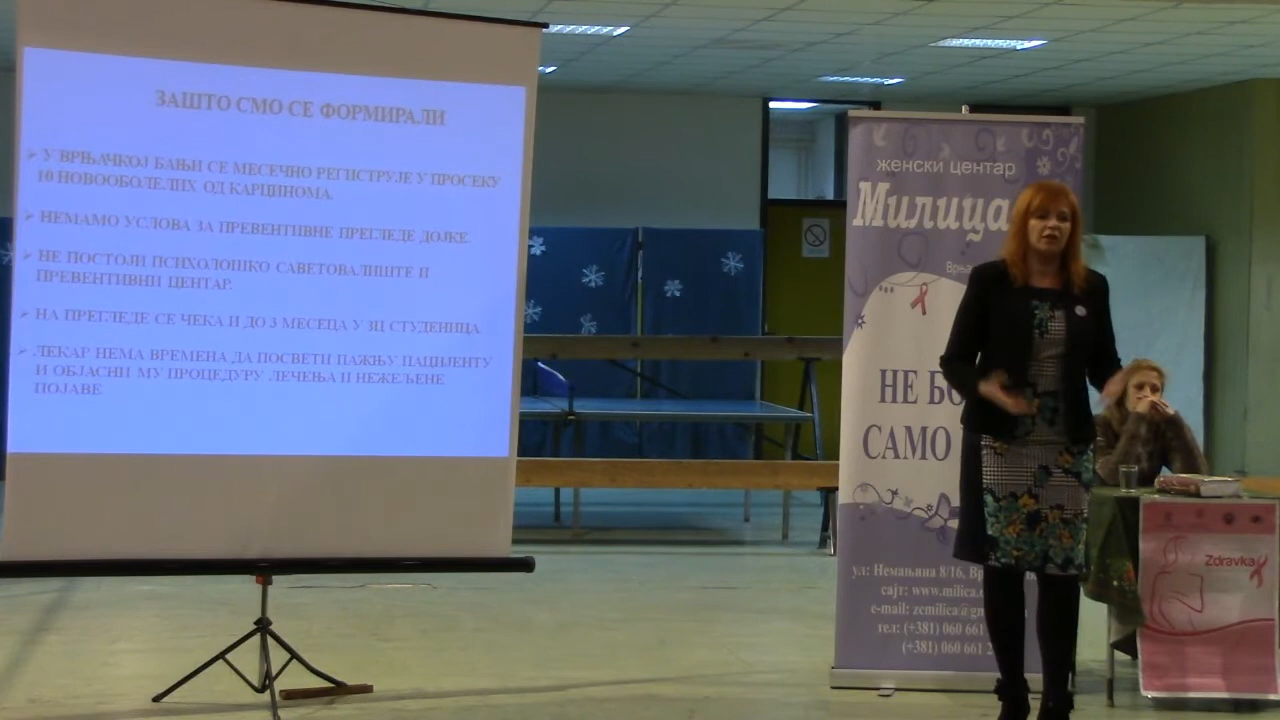 ЗАШТО СМО СЕ ФОРМИРАЛИ
У ВРЊАЧКОЈ БАЊИ СЕ МЕСЕЧНО РЕГИСТРУЈЕ У ПРОСЕКУ
10 НОВООБОЛЕЛИХ ОД КАРЦИНОМА.
НЕМАМО УСЛОВА ЗА ПРЕВЕНТИВНЕ ПРЕГЛЕДЕ ДОЈКЕ.
НЕ ПОСТОЈИ ПСИХОЛОШКО САВЕТОВАЛИШТЕ И
ПРЕВЕНТИВНИ ЦЕНТАР.
НА ПРЕГЛЕДЕ СЕ ЧЕКА И ДО 3 МЕСЕЦА У ЗЦ СТУДЕНИЦА.
ЛЕКАР НЕМА ВРЕМЕНА ДА ПОСВЕТИ ПАЖЊУ ПАЦИЈЕНТУ
И ОБЈАСНИ МУ ПРОЦЕДУРУ ЛЕЧЕЊА И НЕЖЕЉЕНЕ
ПОЈАВЕ
женски центар
Милица
Врња
НЕ БО
САМО
ул: Немањина 8/16, Вр
сајт: www.milica.
e-mail: zcmilica@gm
тел: (+381) 060 661
(+381) 060 661 2
Zdravka